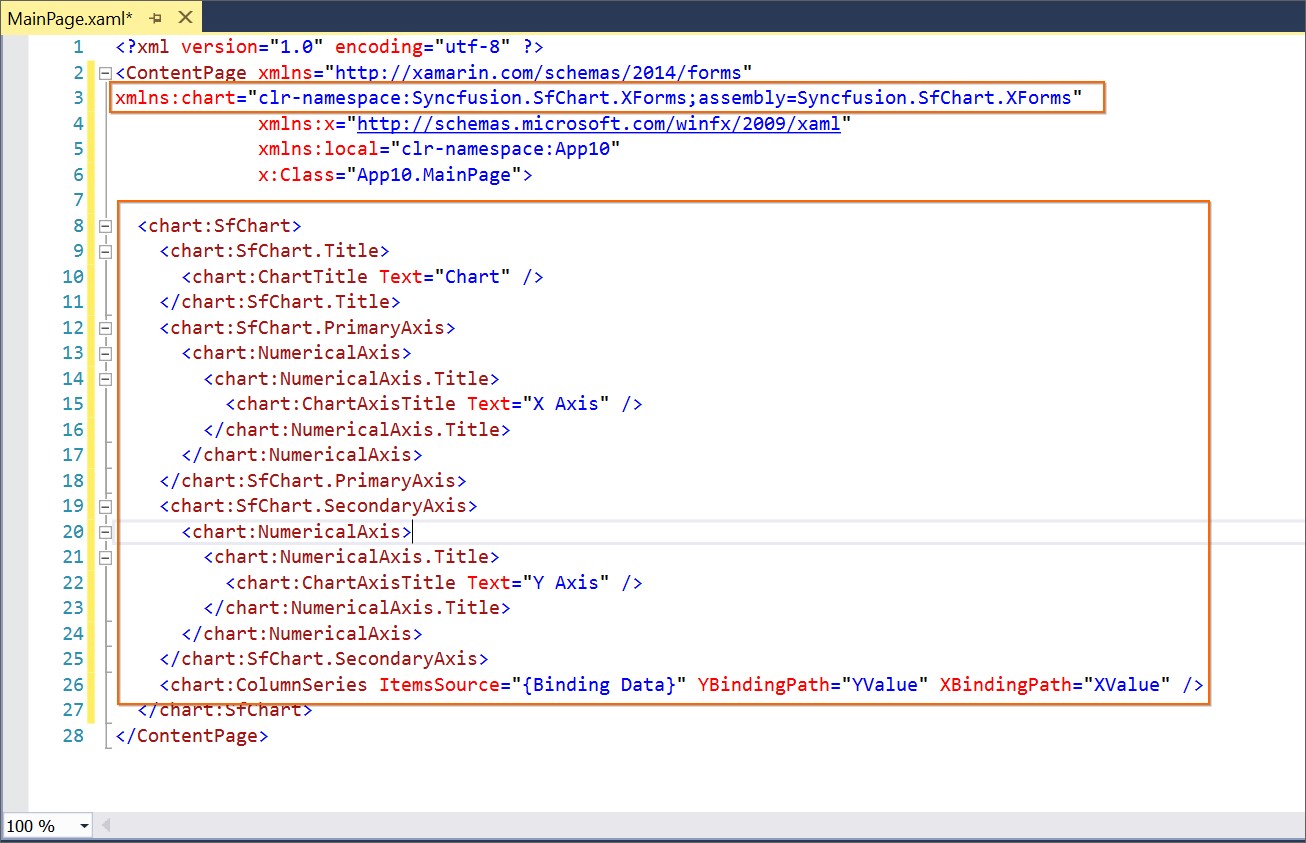 MainPage.xaml*
1 <?xml version="1.0" encoding="utf-8" ?>
2 <ContentPage xmlns="http://xamarin.com/schemas/2014/forms"
3 xmlns:chart="clr-namespace:Syncfusion.SfChart.XForms;assembly=Syncfusion.SfChart.XForms"
4 xmlns:x="http://schemas.microsoft.com/winfx/2009/xaml"
5 xmlns:local="clr-namespace:App10"
6 x:Class="App10.MainPage">
7
8 <chart:SfChart>
9 <chart:SfChart.Title>
10 <chart:ChartTitle Text="Chart" />
11 </chart:SfChart.Title>
12 <chart:SfChart.PrimaryAxis>
13 <chart:NumericalAxis>
14 <chart:NumericalAxis.Title>
15 <chart:ChartAxisTitle Text="X Axis" />
16 </chart:NumericalAxis.Title>
17 </chart:NumericalAxis>
18 </chart:SfChart.PrimaryAxis>
19 <chart:SfChart.SecondaryAxis>
20 <chart:NumericalAxis>
21 <chart:NumericalAxis.Title>
22 <chart:ChartAxisTitle Text="Y Axis" />
23 </chart:NumericalAxis.Title>
24 </chart:NumericalAxis>
25 </chart:SfChart.SecondaryAxis>
26 <chart:ColumnSeries ItemsSource="{Binding Data}" YBindingPath="YValue" XBindingPath="XValue" />
27 </chart:SfChart>
28 </ContentPage>
100 %